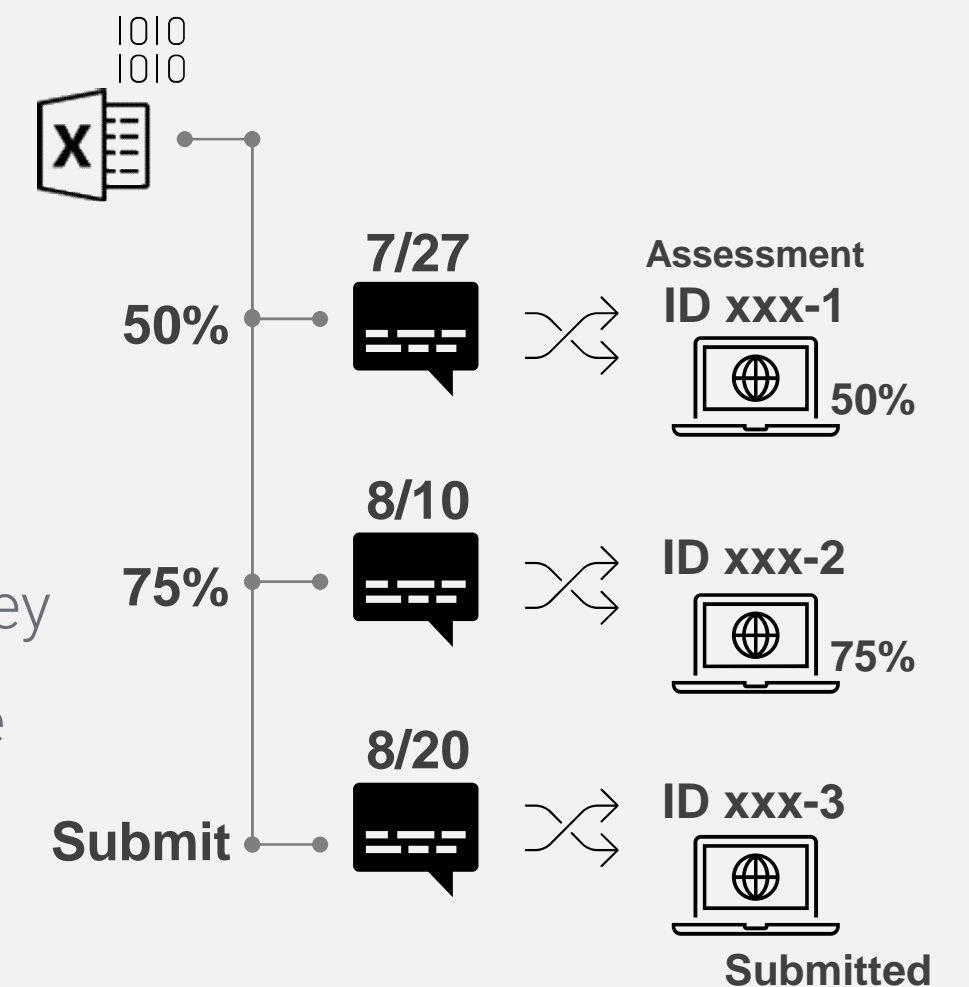 1010
1010
X
7/27
Assessment
ID xxx-1
50%
50%
8/10
ID xxx-2
75%
ey
75%
e
8/20
ID xxx-3
Submit
Submitted